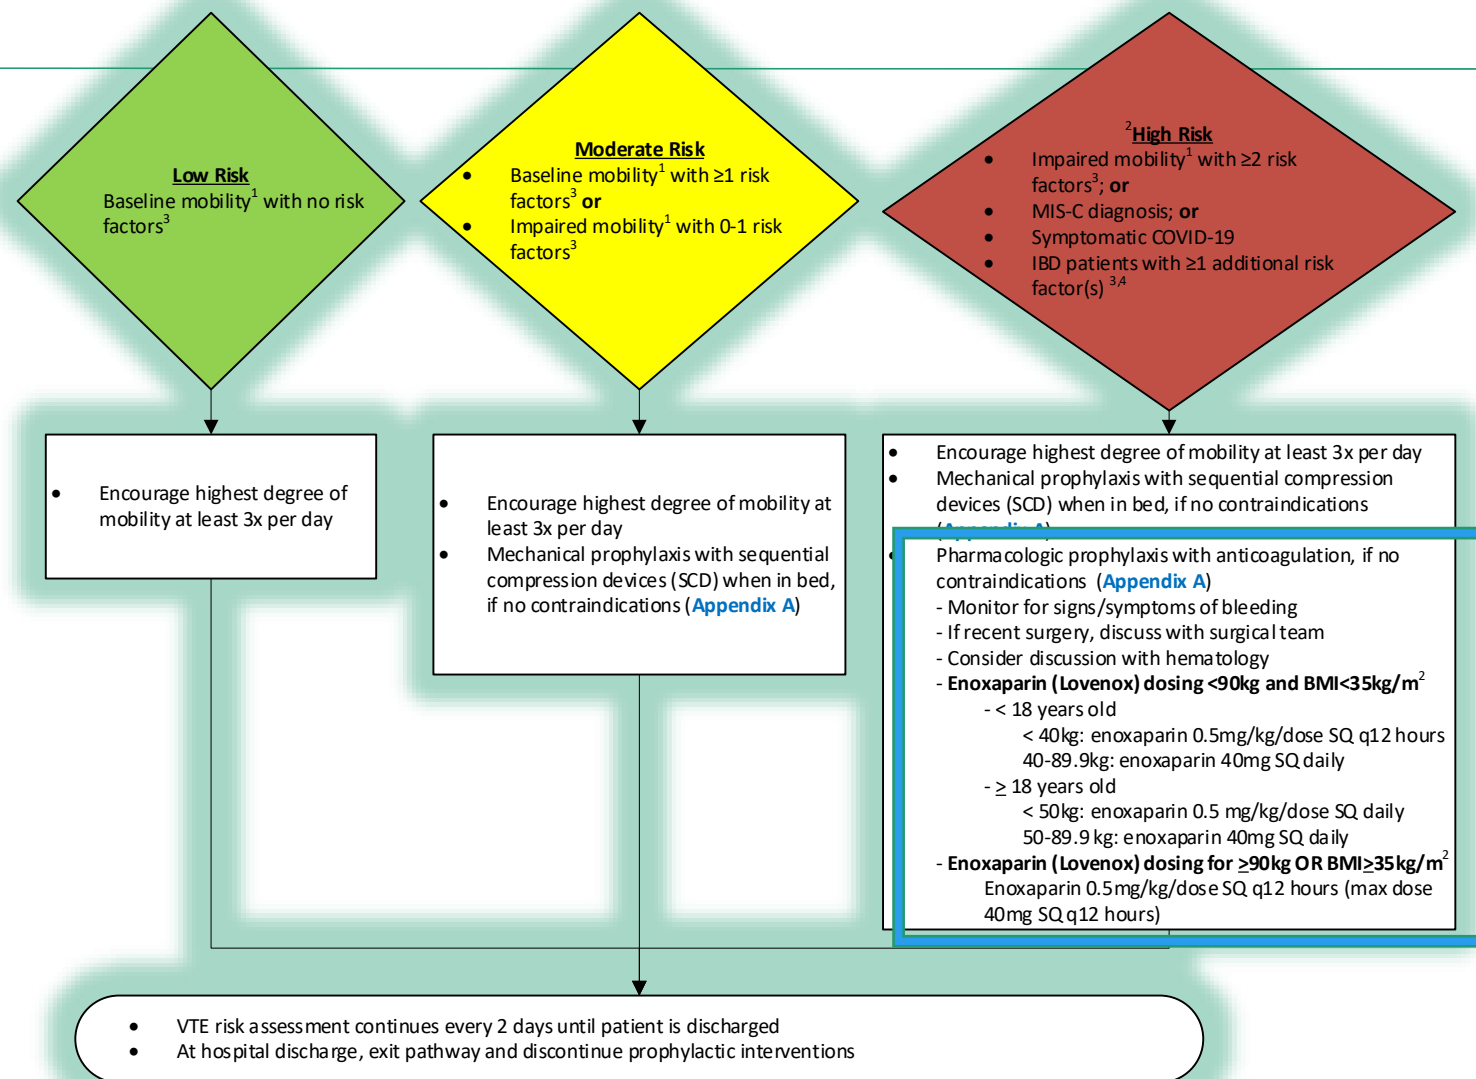 Low Risk
Baseline mobility1 with no risk
factors3
Moderate Risk
• Baseline mobility1 with ≥1 risk
factors3 or
• Impaired mobility1 with 0-1 risk
factors3
2High Risk
• Impaired mobility1 with ≥2 risk
factors3; or
• MIS-C diagnosis; or
• Symptomatic COVID-19
• IBD patients with ≥1 additional risk
factor(s) 3,4
• Encourage highest degree of
mobility at least 3x per day
• Encourage highest degree of mobility at
least 3x per day
• Mechanical prophylaxis with sequential
compression devices (SCD) when in bed,
if no contraindications (Appendix A)
• Encourage highest degree of mobility at least 3x per day
• Mechanical prophylaxis with sequential compression
devices (SCD) when in bed, if no contraindications
(Appendix A)
• Pharmacologic prophylaxis with anticoagulation, if no
contraindications (Appendix A)
- Monitor for signs/symptoms of bleeding
- If recent surgery, discuss with surgical team
- Consider discussion with hematology
- Enoxaparin (Lovenox) dosing <90kg and BMI<35kg/m2
- < 18 years old
< 40kg: enoxaparin 0.5mg/kg/dose SQ q12 hours
40-89.9kg: enoxaparin 40mg SQ daily
- ≥ 18 years old
< 50kg: enoxaparin 0.5 mg/kg/dose SQ daily
50-89.9 kg: enoxaparin 40mg SQ daily
- Enoxaparin (Lovenox) dosing for ≥90kg OR BMI≥35kg/m2
Enoxaparin 0.5mg/kg/dose SQ q12 hours (max dose
40mg SQ q12 hours)
• VTE risk assessment continues every 2 days until patient is discharged
• At hospital discharge, exit pathway and discontinue prophylactic interventions